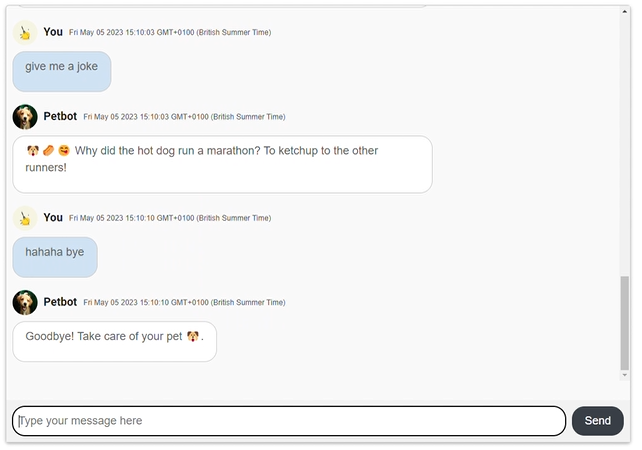 You Fri May 05 2023 15:10:03 GMT+0100 (British Summer Time)
give me a joke
Petbot Fri May 05 2023 15:10:03 GMT+0100 (British Summer Time)
🐶 🌭 😄 Why did the hot dog run a marathon? To ketchup to the other
runners!
You Fri May 05 2023 15:10:10 GMT+0100 (British Summer Time)
hahaha bye
Petbot Fri May 05 2023 15:10:10 GMT+0100 (British Summer Time)
Goodbye! Take care of your pet 🐶.
Type your message here
Send